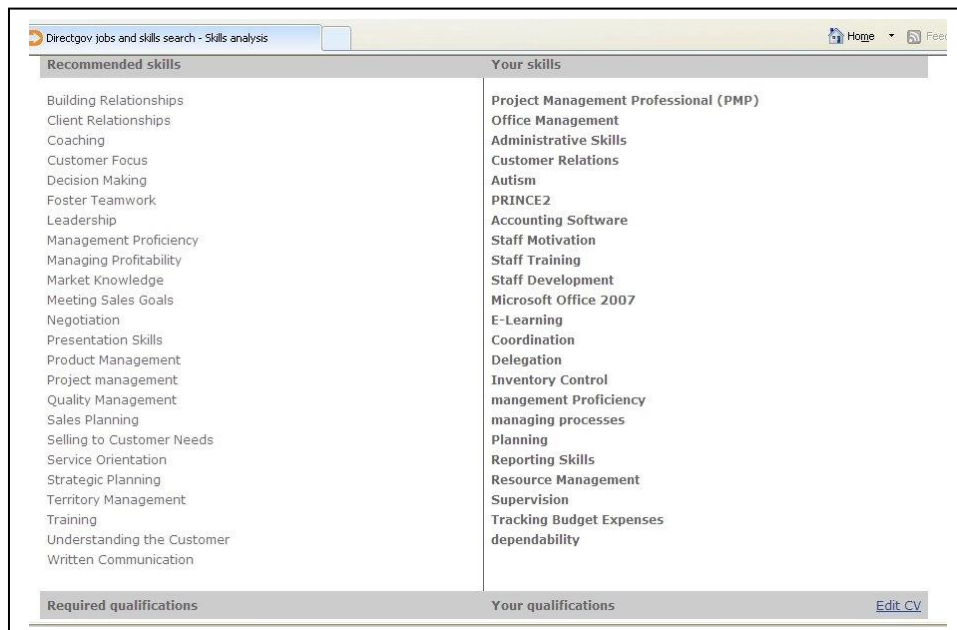 Directgov jobs and skills search - Skills analysis
Home
Recommended skills Your skills
Building Relationships Project Management Professional (PMP)
Client Relationships Office Management
Coaching Administrative Skills
Customer Focus Customer Relations
Decision Making Autism
Foster Teamwork PRINCE2
Leadership Accounting Software
Management Proficiency Staff Motivation
Managing Profitability Staff Training
Market Knowledge Staff Development
Meeting Sales Goals Microsoft Office 2007
Negotiation E-Learning
Presentation Skills Coordination
Product Management Delegation
Project management Inventory Control
Quality Management mangement Proficiency
Sales Planning managing processes
Selling to Customer Needs Planning
Service Orientation Reporting Skills
Strategic Planning Resource Management
Territory Management Supervision
Training Tracking Budget Expenses
Understanding the Customer dependability
Written Communication
Required qualifications Your qualifications Edit CV